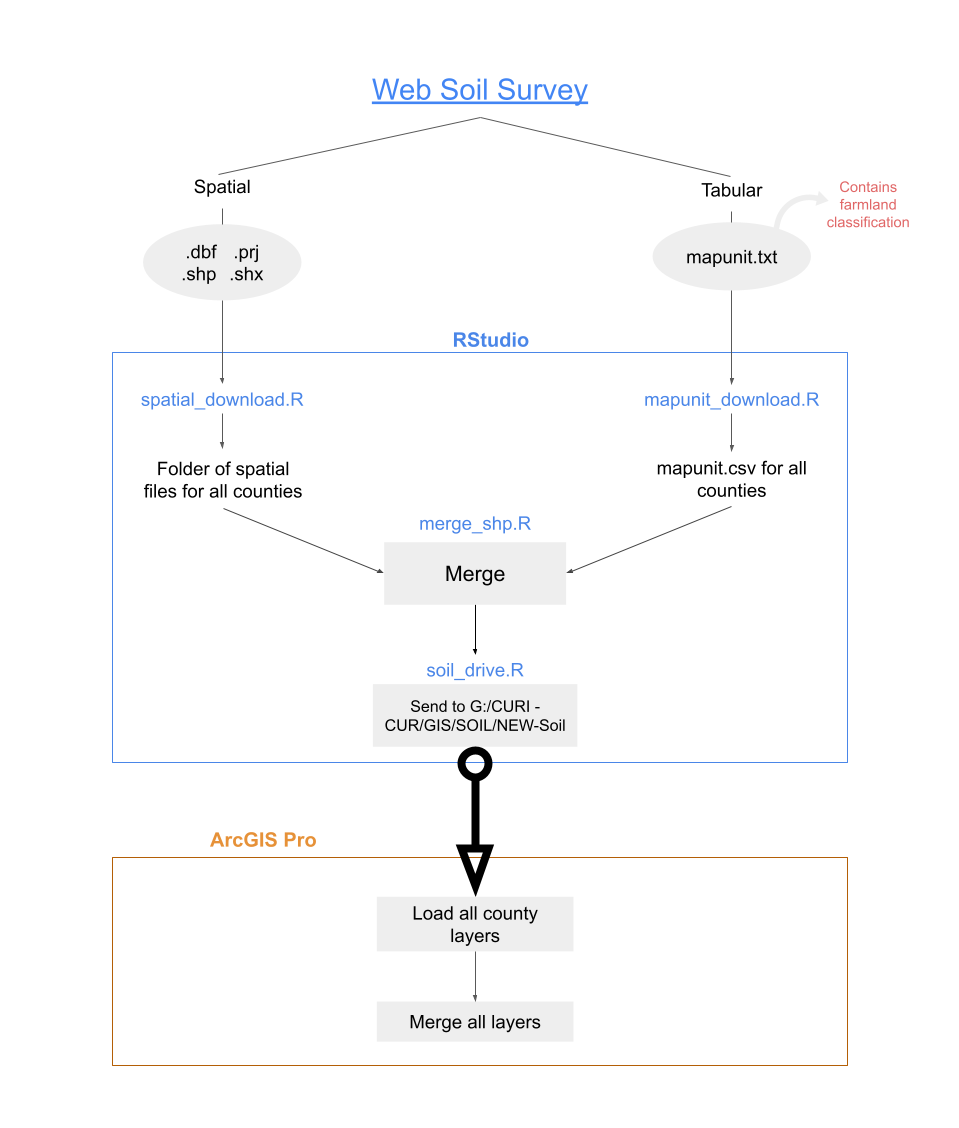 Web Soil Survey
Spatial
Tabular
Contains
farmland
classification
.dbf .prj
.shp .shx
mapunit.txt
RStudio
spatial_download.R
mapunit_download.R
Folder of spatial
files for all counties
mapunit.csv for all
counties
merge_shp.R
Merge
soil_drive.R
Send to G:/CURI -
CUR/GIS/SOIL/NEW-Soil
ArcGIS Pro
Load all county
layers
Merge all layers